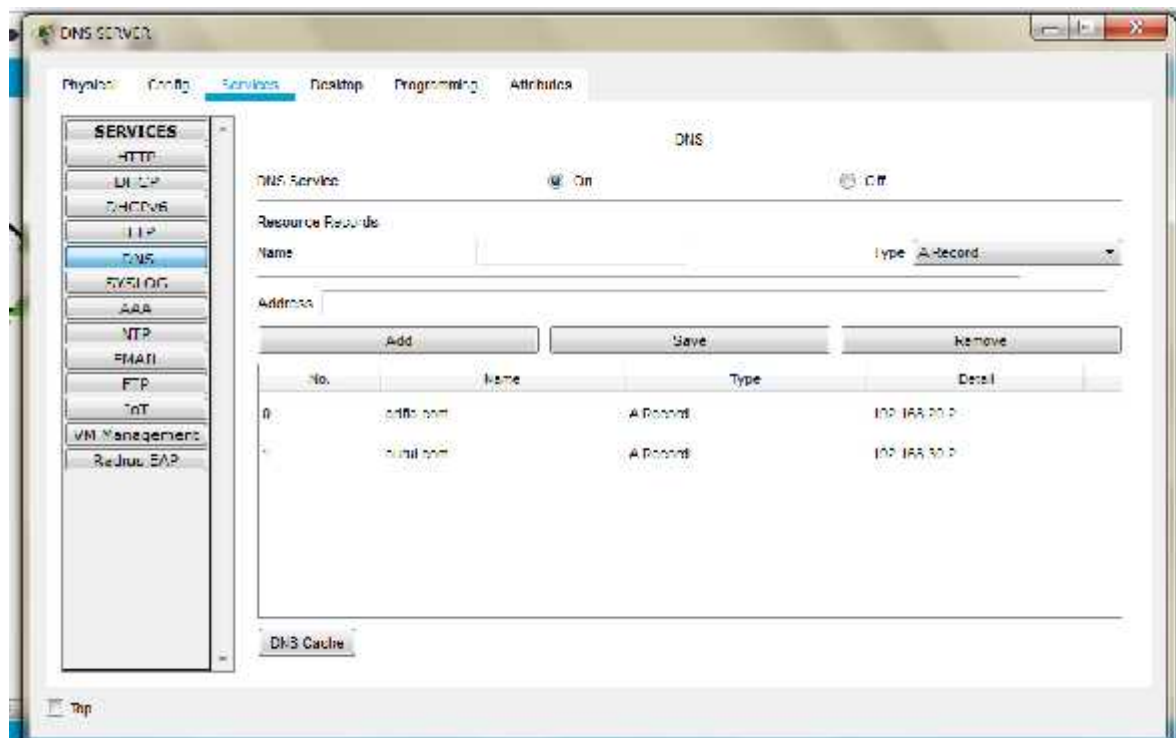 DNS SERVER
Physical Config Services Desktop Programming Attributes
SERVICES
HTTP
DHCP
DHCPv6
TFTP
DNS
SYSLOG
AAA
NTP
EMAIL
FTP
IoT
VM Management
Radius EAP
DNS
DNS Service On Off
Resource Records
Name Type A Record
Address
Add Save Remove
No. Name Type Detail
0 A Record 192.168.20.2
1 A Record 192.168.30.2
DNS Cache
Top